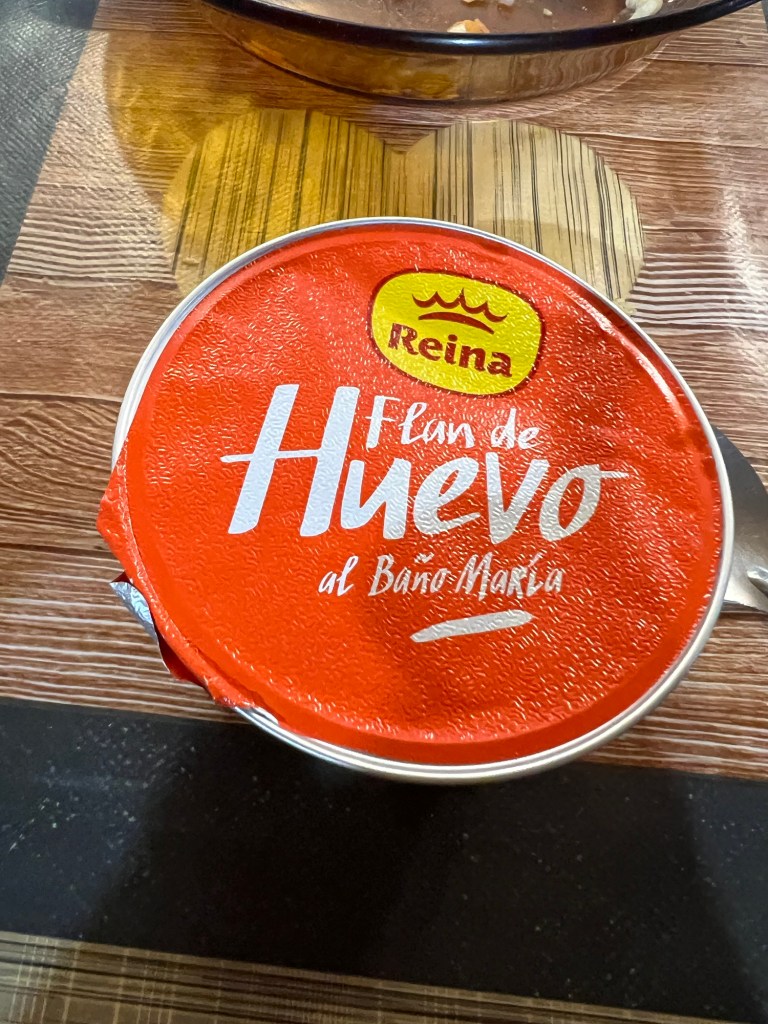 Reina
Flan de
Huevo
al Baño María